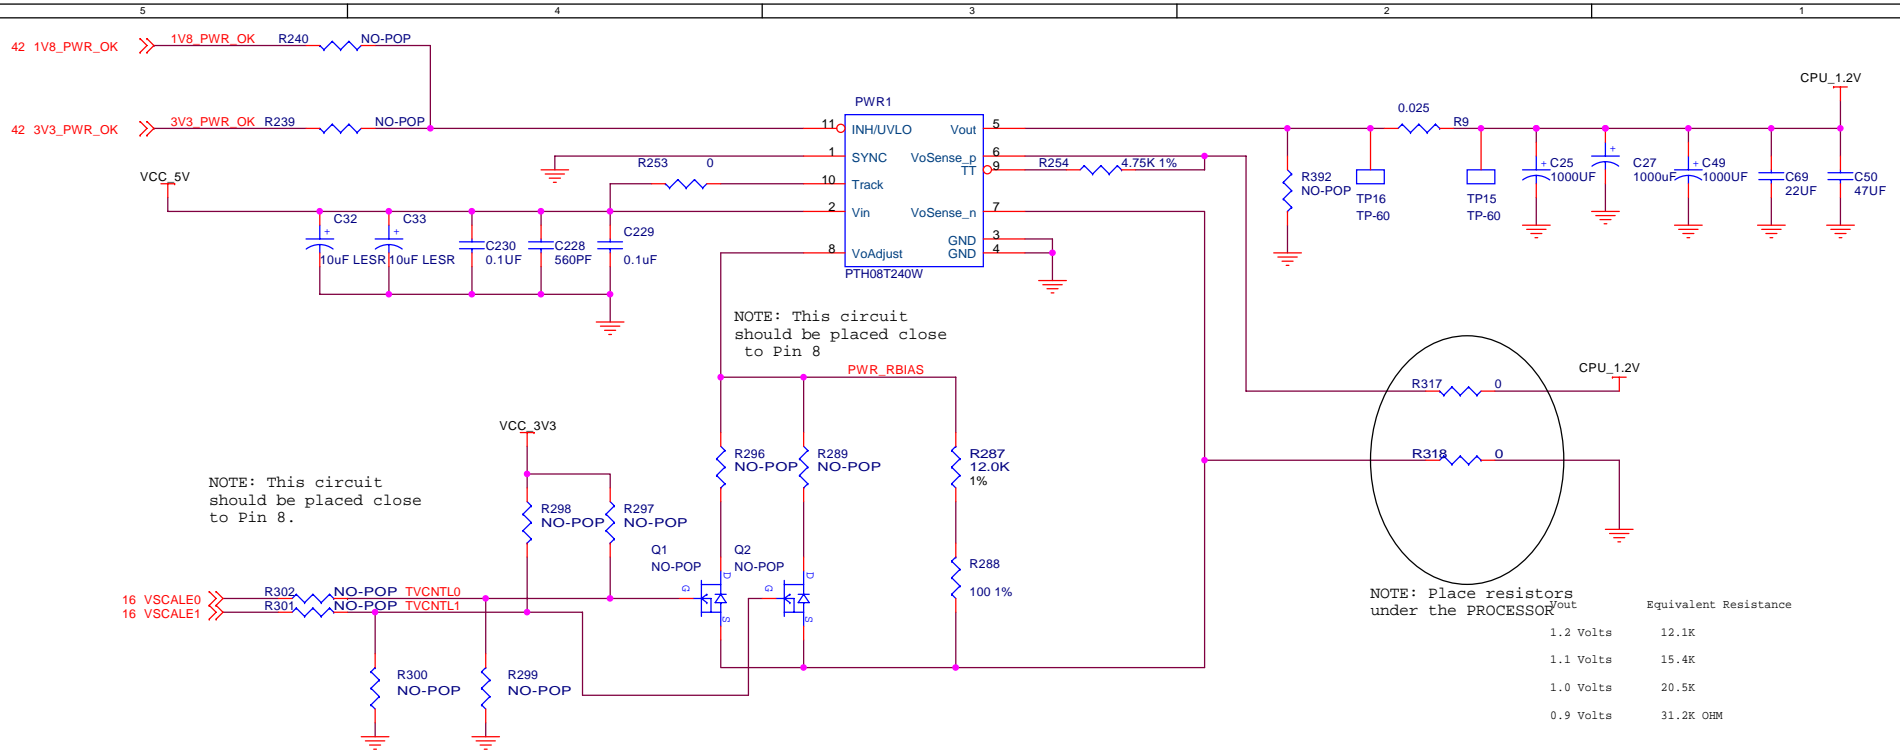 5 4 3 2 1
42 1V8_PWR_OK 1V8_PWR_OK R240 NO-POP
42 3V3_PWR_OK 3V3_PWR_OK R239 NO-POP
CPU_1.2V
PWR1
11 INH/UVLO Vout 5
1 SYNC VoSense_p 6
TT 9
10 Track
2 Vin VoSense_n 7
GND 3
8 VoAdjust GND 4
PTH08T240W
R253 0
R254 4.75K 1%
0.025 R9
R392
NO-POP
TP16
TP-60
TP15
TP-60
+ C25
1000UF
+ C27
1000uF
+ C49
1000UF
C69
22UF
C50
47UF
VCC_5V
C32
+
10uF LESR
C33
+
10uF LESR
C230
0.1UF
C228
560PF
C229
0.1uF
NOTE: This circuit
should be placed close
to Pin 8
PWR_RBIAS
R317 0
CPU_1.2V
R318 0
VCC_3V3
R296
NO-POP
R289
NO-POP
R287
12.0K
1%
NOTE: This circuit
should be placed close
to Pin 8.
R298
NO-POP
R297
NO-POP
Q1
NO-POP
D
G
S
Q2
NO-POP
D
G
S
R288
100 1%
16 VSCALE0 R302 NO-POP TVCNTL0
16 VSCALE1 R301 NO-POP TVCNTL1
R300
NO-POP
R299
NO-POP
NOTE: Place resistors
under the PROCESSOR
Vout Equivalent Resistance
1.2 Volts 12.1K
1.1 Volts 15.4K
1.0 Volts 20.5K
0.9 Volts 31.2K OHM